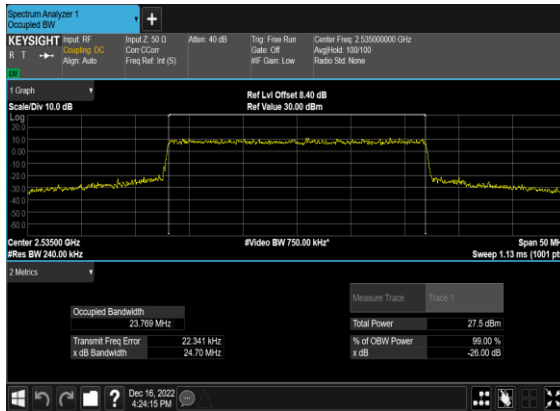 Spectrum Analyzer 1
Occupied BW
+
KEYSIGHT Input: RF Input Z: 50 Ω Atten: 40 dB Trig: Free Run Center Freq: 2.535000000 GHz
R T Coupling: DC Corr CCorr Gate: Off Avg|Hold: 100/100
Align: Auto Freq Ref: Int (S) #IF Gain: Low Radio Std: None
LXI
1 Graph
Ref Lvl Offset 8.40 dB
Scale/Div 10.0 dB Ref Value 30.00 dBm
Log
20.0
10.0
0.00
-10.0
-20.0
-30.0
-40.0
-50.0
-60.0
Center 2.53500 GHz #Video BW 750.00 kHz* Span 50 MH
#Res BW 240.00 kHz Sweep 1.13 ms (1001 pt
2 Metrics
Measure Trace Trace 1
Occupied Bandwidth
23.769 MHz Total Power 27.5 dBm
Transmit Freq Error 22.341 kHz % of OBW Power 99.00 %
x dB Bandwidth 24.70 MHz x dB -26.00 dB
? Dec 16, 2022
4:24:15 PM